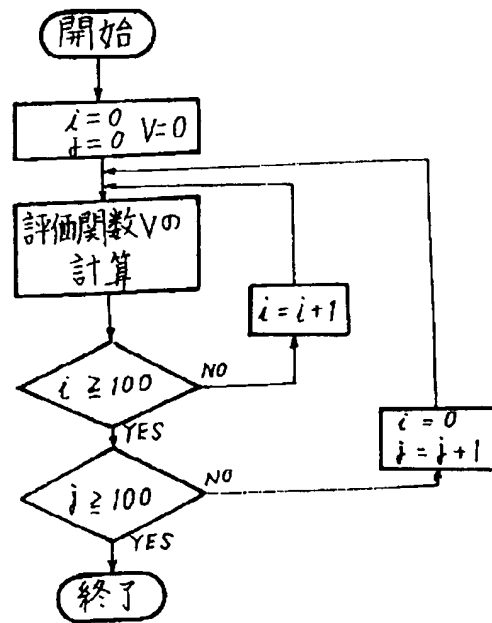 開始
i=0 V=0
j=0
評価関数Vの
計算
i=i+1
i≧100
NO
YES
i=0
j=j+1
j≧100
NO
YES
終了